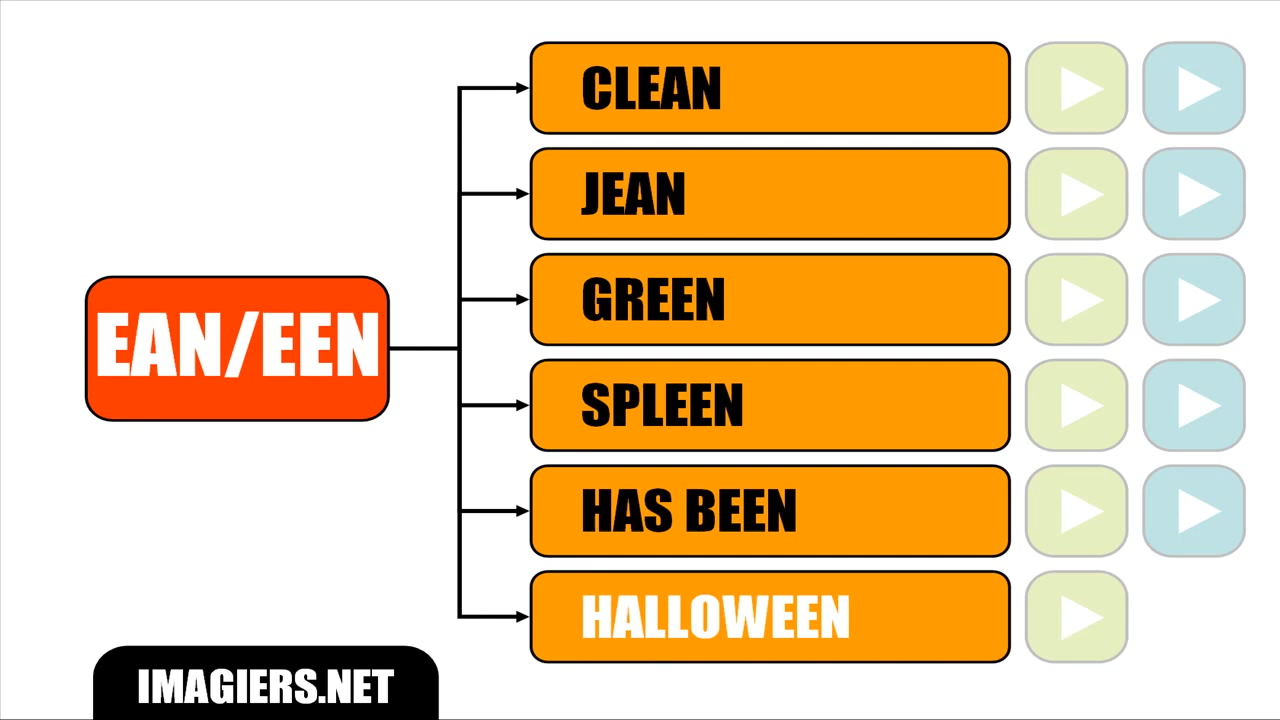 CLEAN
JEAN
GREEN
EAN/EEN
SPLEEN
HAS BEEN
HALLOWEEN
IMAGIERS.NET